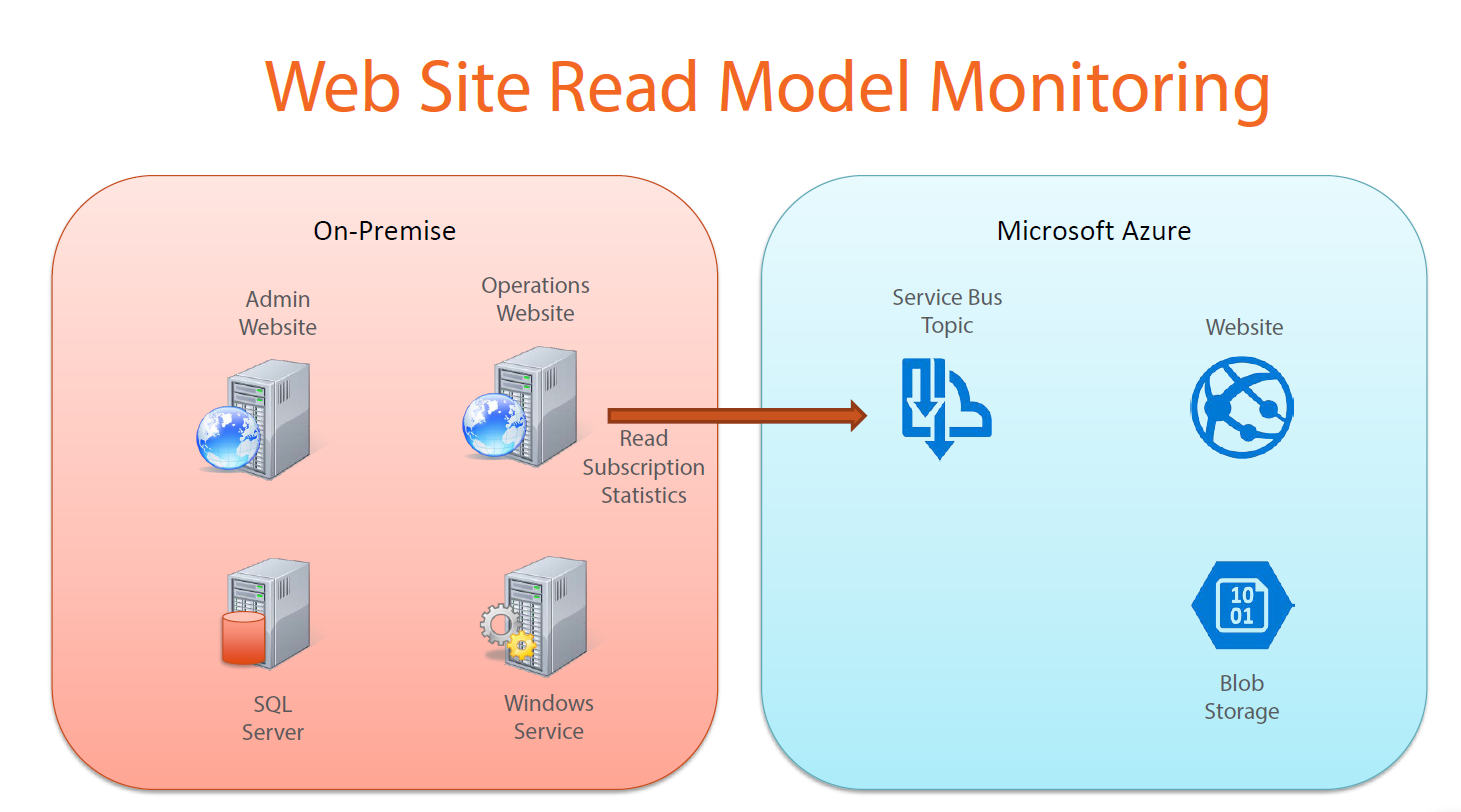 Web Site Read Model Monitoring
On-Premise
Admin
Website
Operations
Website
Read
Subscription
Statistics
SQL
Server
Windows
Service
Microsoft Azure
Service Bus
Topic
Website
10
01
Blob
Storage